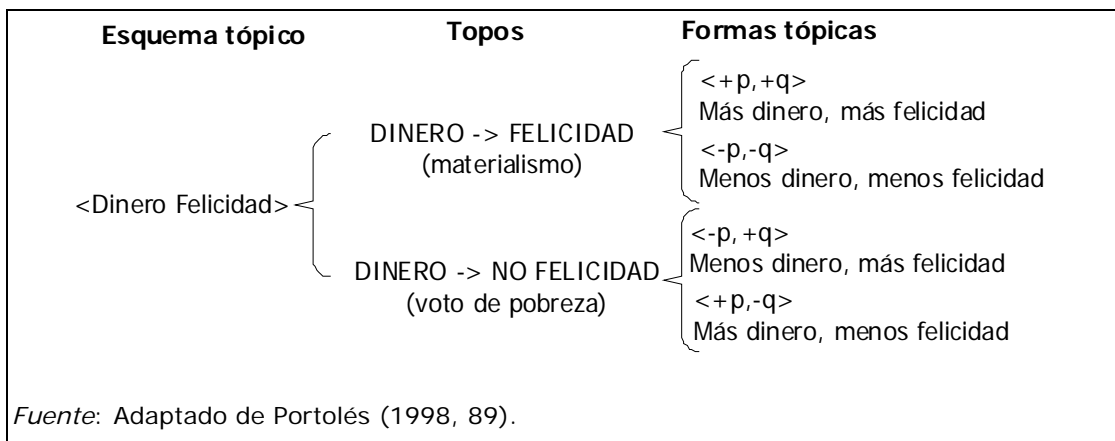 Esquema tópico Topos Formas tópicas
<+p,+q>
Más dinero, más felicidad
DINERO -> FELICIDAD
(materialismo)
<-p,-q>
Menos dinero, menos felicidad
<Dinero Felicidad>
<-p,+q>
Menos dinero, más felicidad
DINERO -> NO FELICIDAD
(voto de pobreza)
<+p,-q>
Más dinero, menos felicidad
Fuente: Adaptado de Portolés (1998, 89).